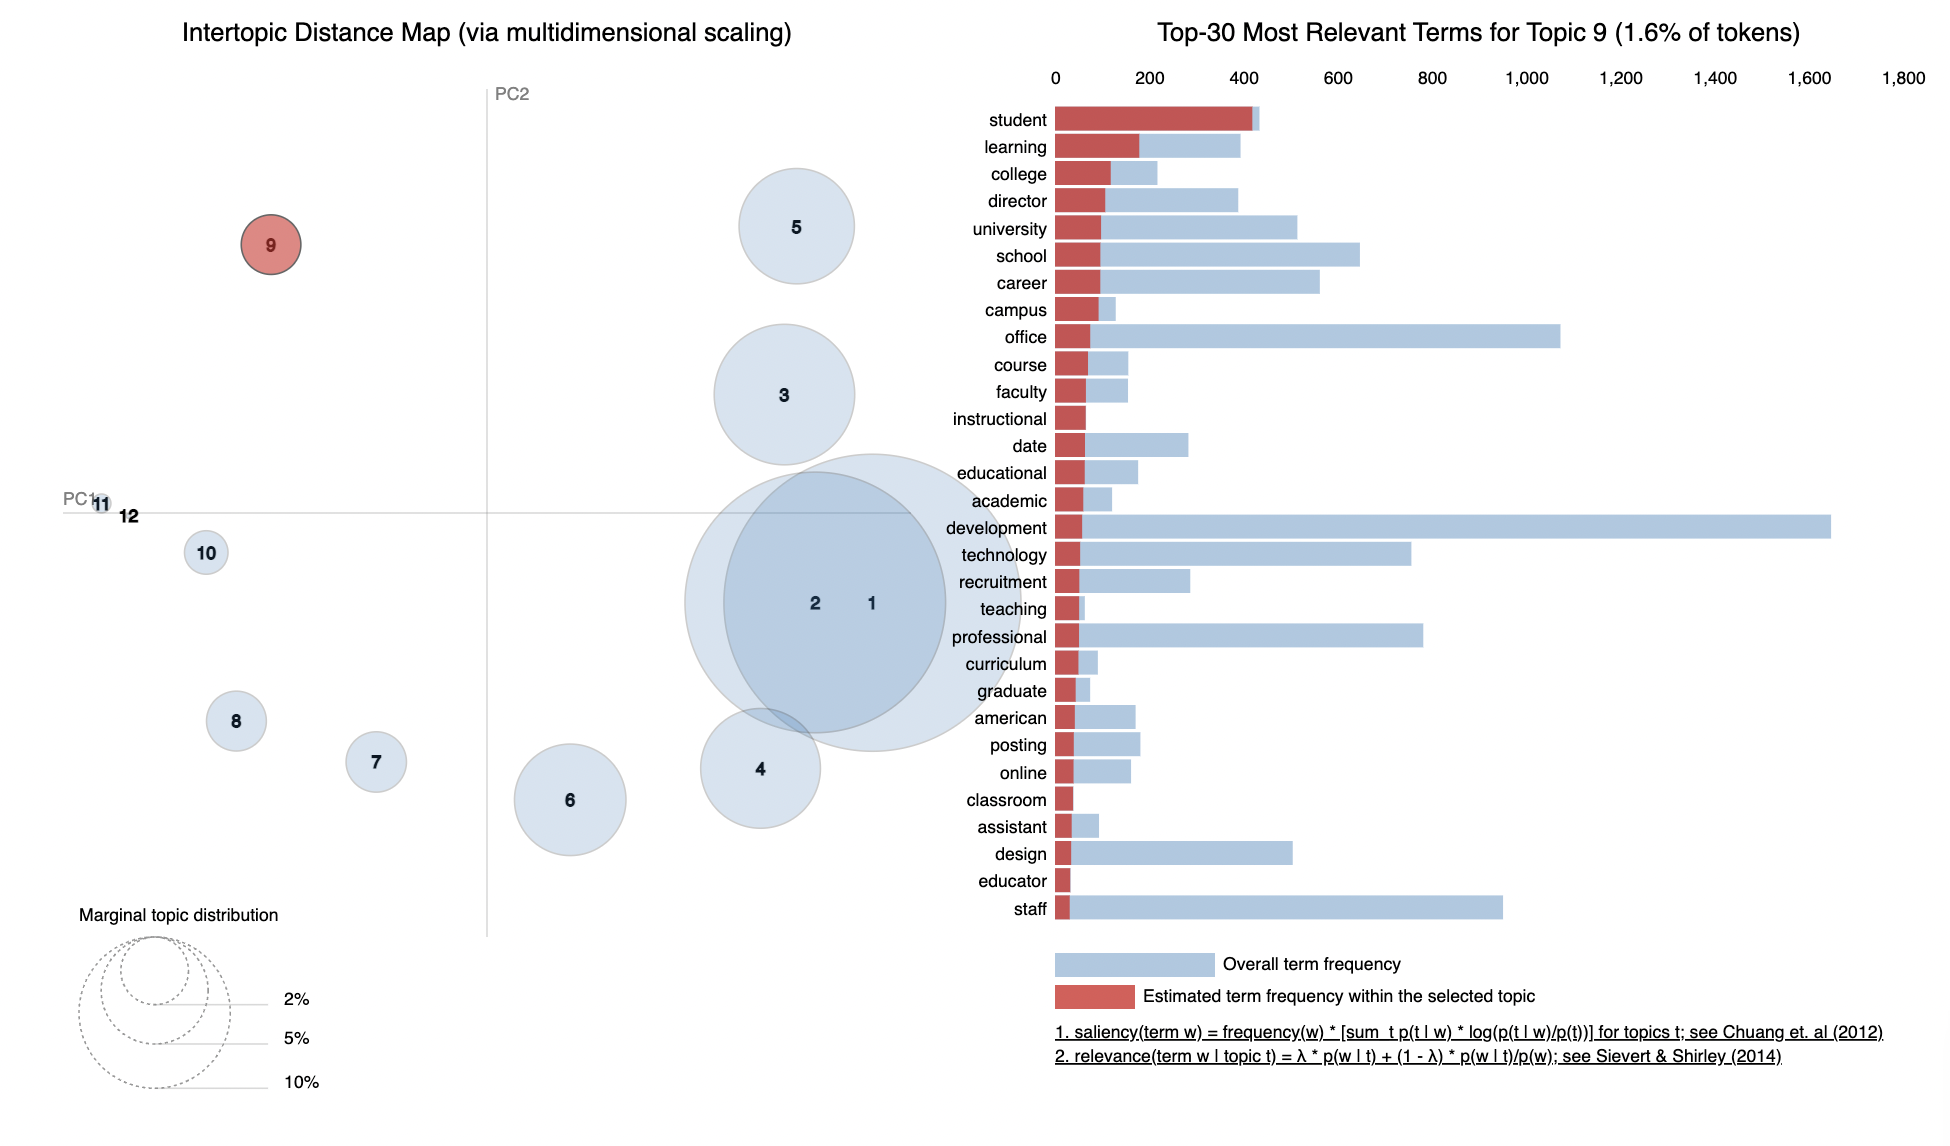 Intertopic Distance Map (via multidimensional scaling)
PC2
5
9
3
PC1
11
12
10
2
1
8
7
4
6
Marginal topic distribution
2%
5%
10%
Top-30 Most Relevant Terms for Topic 9 (1.6% of tokens)
0 200 400 600 800 1,000 1,200 1,400 1,600 1,800
student
learning
college
director
university
school
career
campus
office
course
faculty
instructional
date
educational
academic
development
technology
recruitment
teaching
professional
curriculum
graduate
american
posting
online
classroom
assistant
design
educator
staff
Overall term frequency
Estimated term frequency within the selected topic
1. saliency(term w) = frequency(w) * [sum_t p(t | w) * log(p(t | w)/p(t))] for topics t; see Chuang et. al (2012)
2. relevance(term w | topic t) = λ * p(w | t) + (1 - λ) * p(w | t)/p(w); see Sievert & Shirley (2014)